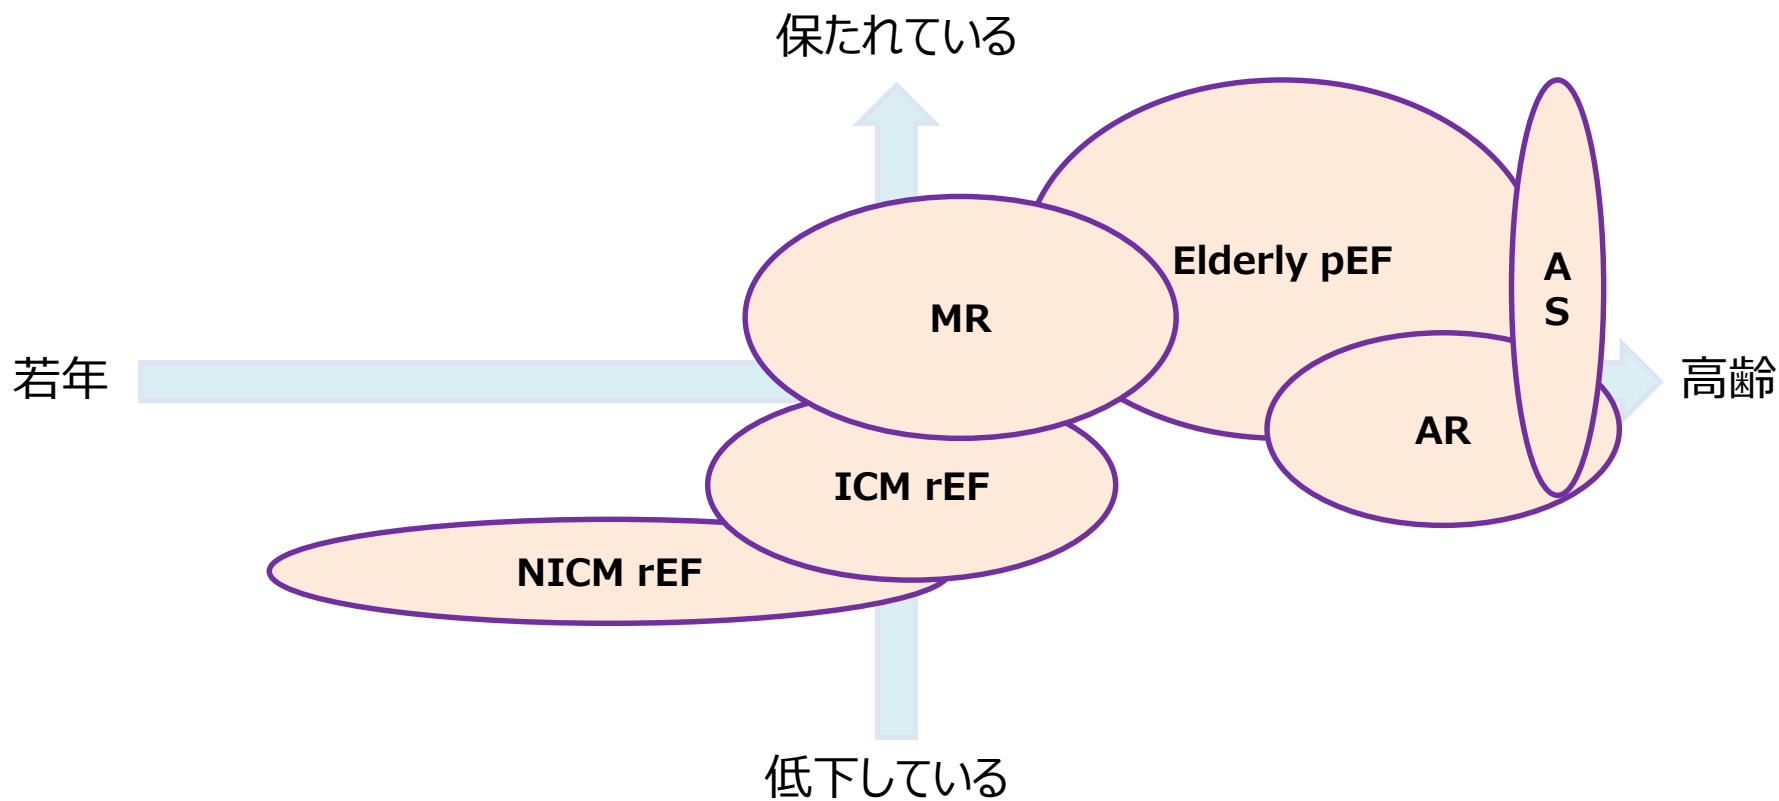 保たれている
Elderly pEF
A
S
MR
若年
高齢
AR
ICM rEF
NICM rEF
低下している